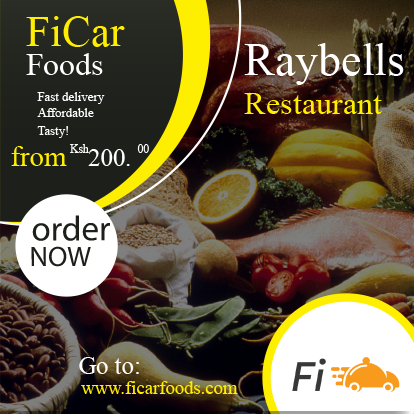 FiCar
Foods
Fast delivery
Affordable
Tasty!
from Ksh200. 00
Raybells
Restaurant
order
NOW
Go to:
www.ficarfoods.com
Fi